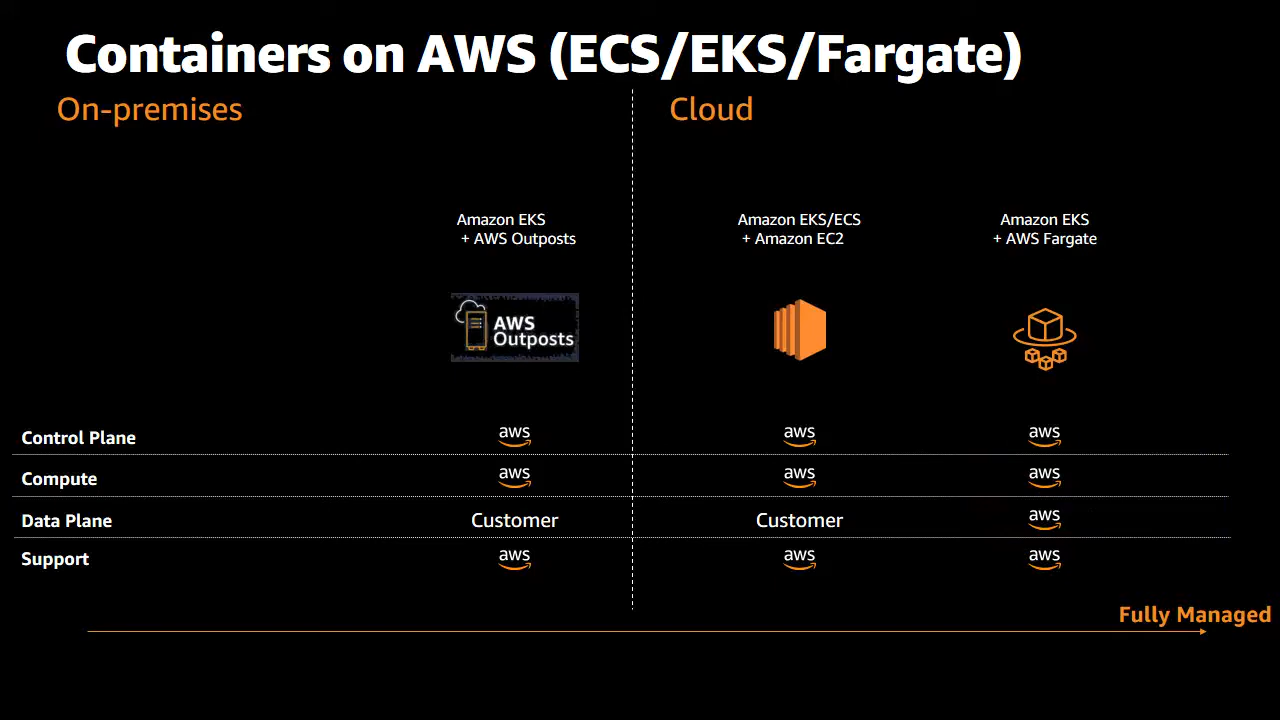 Containers on AWS (ECS/EKS/Fargate)
On-premises
Cloud
Amazon EKS
+ AWS Outposts
Amazon EKS/ECS
+ Amazon EC2
Amazon EKS
+ AWS Fargate
AWS
Outposts
Control Plane aws aws aws
Compute aws aws aws
Data Plane Customer Customer aws
Support aws aws aws
Fully Managed